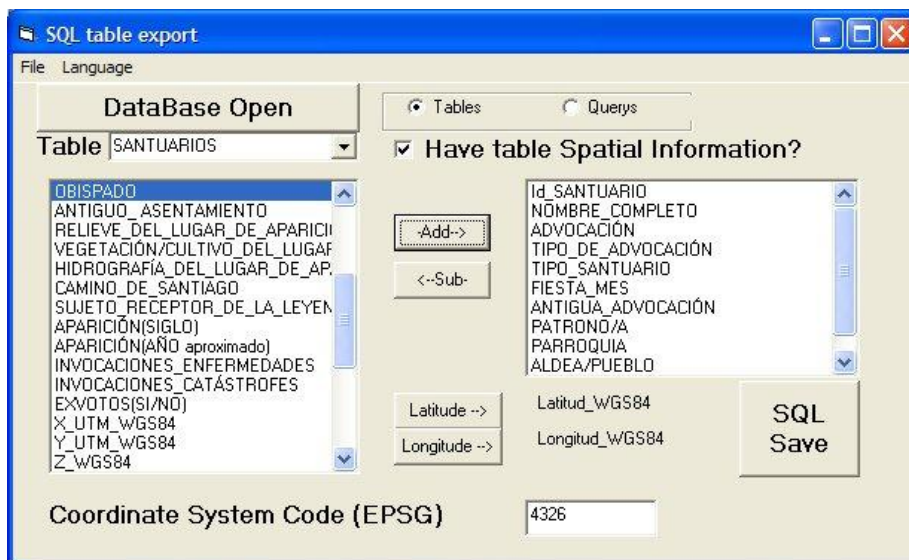 SQL table export
File Language
DataBase Open
Tables
Querys
Table SANTUARIOS
Have table Spatial Information?
OBISPADO
ANTIGUO_ASENTAMIENTO
RELIEVE_DEL_LUGAR_DE_APARICI
VEGETACIÓN/CULTIVO_DEL_LUGAR
HIDROGRAFÍA_DEL_LUGAR_DE_AP
CAMINO_DE_SANTIAGO
SUJETO_RECEPTOR_DE_LA_LEYEN
APARICIÓN(SIGLO)
APARICIÓN(AÑO aproximado)
INVOCACIONES_ENFERMEDADES
INVOCACIONES_CATÁSTROFES
EXVOTOS(SI/NO)
X_UTM_WGS84
Y_UTM_WGS84
Z_WGS84
-Add-->
<--Sub-
Id_SANTUARIO
NOMBRE_COMPLETO
ADVOCACIÓN
TIPO_DE_ADVOCACIÓN
TIPO_SANTUARIO
FIESTA_MES
ANTIGUA_ADVOCACIÓN
PATRONO/A
PARROQUIA
ALDEA/PUEBLO
Latitude -->
Latitud_WGS84
Longitude -->
Longitud_WGS84
SQL
Save
Coordinate System Code (EPSG)
4326